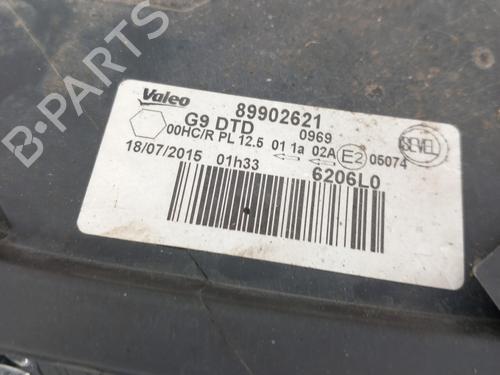 Valeo
89902621
G9 DTD
0969
00HC/R PL 12.5 01 1a 02A E2 05074
SEVEL
18/07/2015 01h33
6206L0
B-PARTS